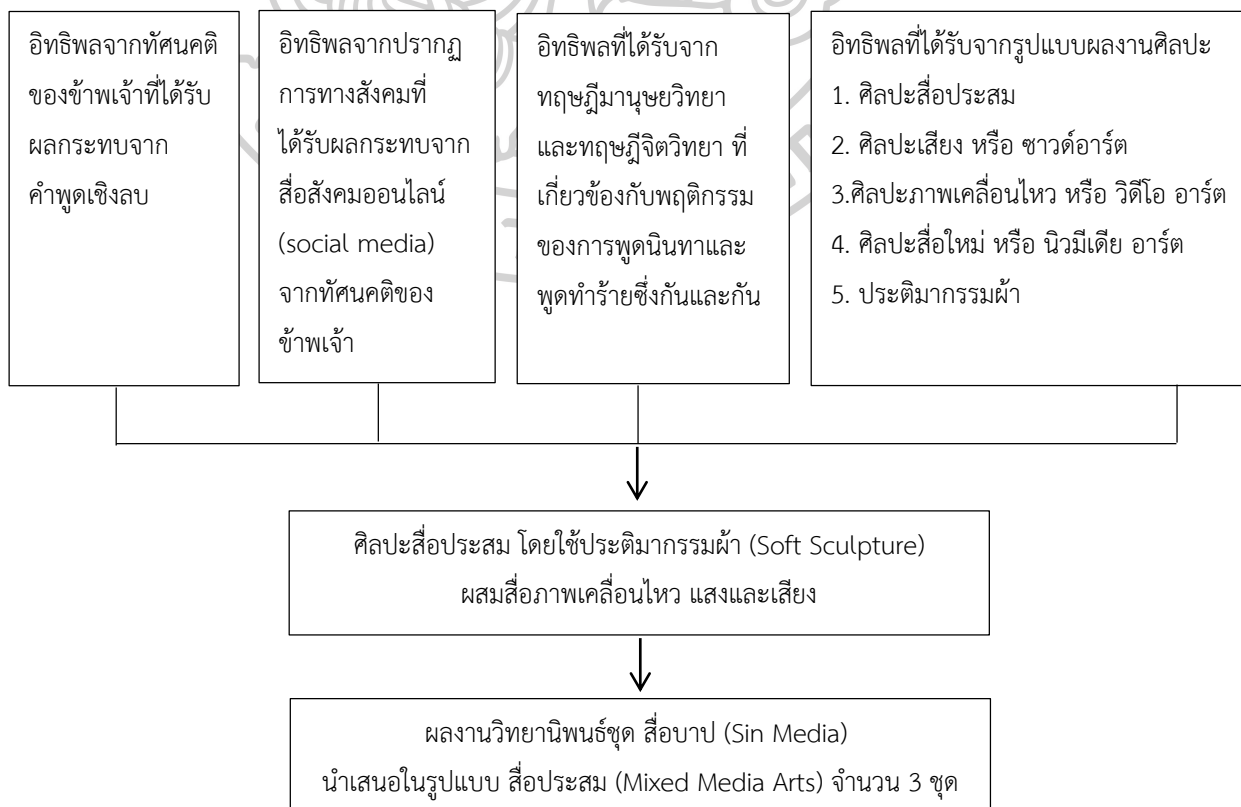 อิทธิพลจากทัศนคติ
ของข้าพเจ้าที่ได้รับ
ผลกระทบจาก
คำพูดเชิงลบ
อิทธิพลจากปรากฏ
การทางสังคมที่
ได้รับผลกระทบจาก
สื่อสังคมออนไลน์
(social media)
จากทัศนคติของ
ข้าพเจ้า
อิทธิพลที่ได้รับจาก
ทฤษฎีมานุษยวิทยา
และทฤษฎีจิตวิทยา ที่
เกี่ยวข้องกับพฤติกรรม
ของการพูดนินทาและ
พูดทำร้ายซึ่งกันและกัน
อิทธิพลที่ได้รับจากรูปแบบผลงานศิลปะ
1. ศิลปะสื่อประสม
2. ศิลปะเสียง หรือ ซาวด์อาร์ต
3.ศิลปะภาพเคลื่อนไหว หรือ วิดีโอ อาร์ต
4. ศิลปะสื่อใหม่ หรือ นิวมีเดีย อาร์ต
5. ประติมากรรมผ้า
ศิลปะสื่อประสม โดยใช้ประติมากรรมผ้า (Soft Sculpture)
ผสมสื่อภาพเคลื่อนไหว แสงและเสียง
ผลงานวิทยานิพนธ์ชุด สื่อบาป (Sin Media)
นำเสนอในรูปแบบ สื่อประสม (Mixed Media Arts) จำนวน 3 ชุด